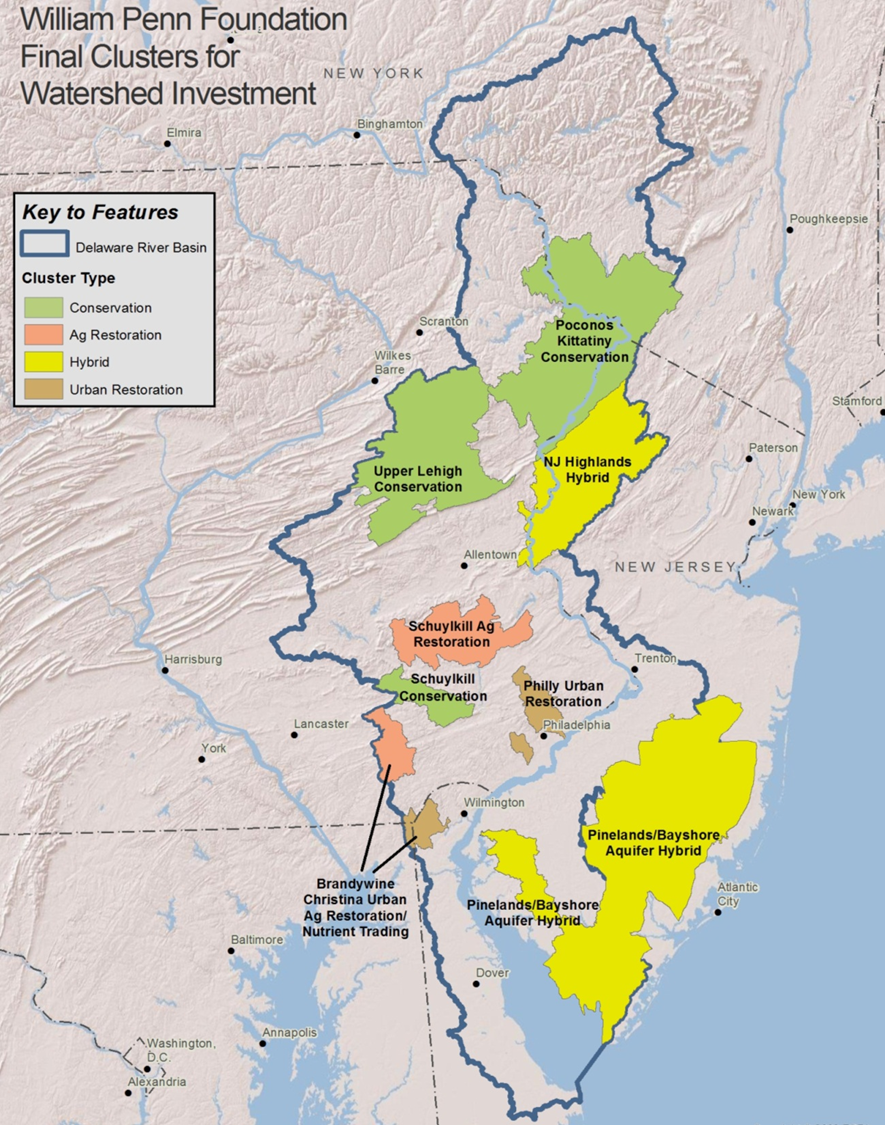 William Penn Foundation
Final Clusters for
Watershed Investment
NEW YORK
Elmira
Binghamton
Key to Features
Delaware River Basin
Cluster Type
Conservation
Ag Restoration
Hybrid
Urban Restoration
Poughkeepsie
Scranton
Poconos
Kittatiny
Conservation
Wilkes
Barre
Stamford
Paterson
Upper Lehigh
Conservation
NJ Highlands
Hybrid
New York
Newark
Allentown
NEW JERSEY
Schuylkill Ag
Restoration
Harrisburg
Trenton
Schuylkill
Conservation
Philly Urban
Restoration
Lancaster
Philadelphia
York
Wilmington
Pinelands/Bayshore
Aquifer Hybrid
Brandywine
Christina Urban
Ag Restoration/
Nutrient Trading
Pinelands/Bayshore
Aquifer Hybrid
Atlantic
City
Baltimore
Dover
Annapolis
Washington,
D.C.
Alexandria